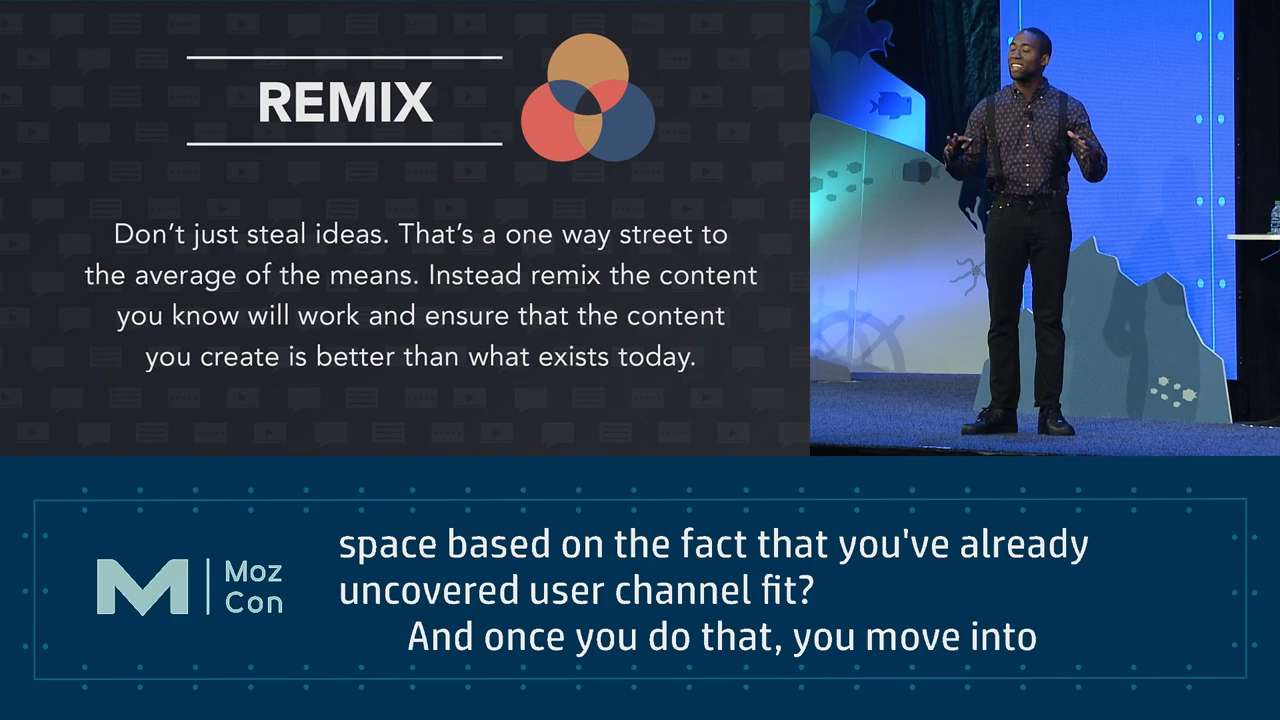 REMIX
Don't just steal ideas. That's a one way street to
the average of the means. Instead remix the content
you know will work and ensure that the content
you create is better than what exists today.
Moz
Con
space based on the fact that you've already
uncovered user channel fit?
And once you do that, you move into